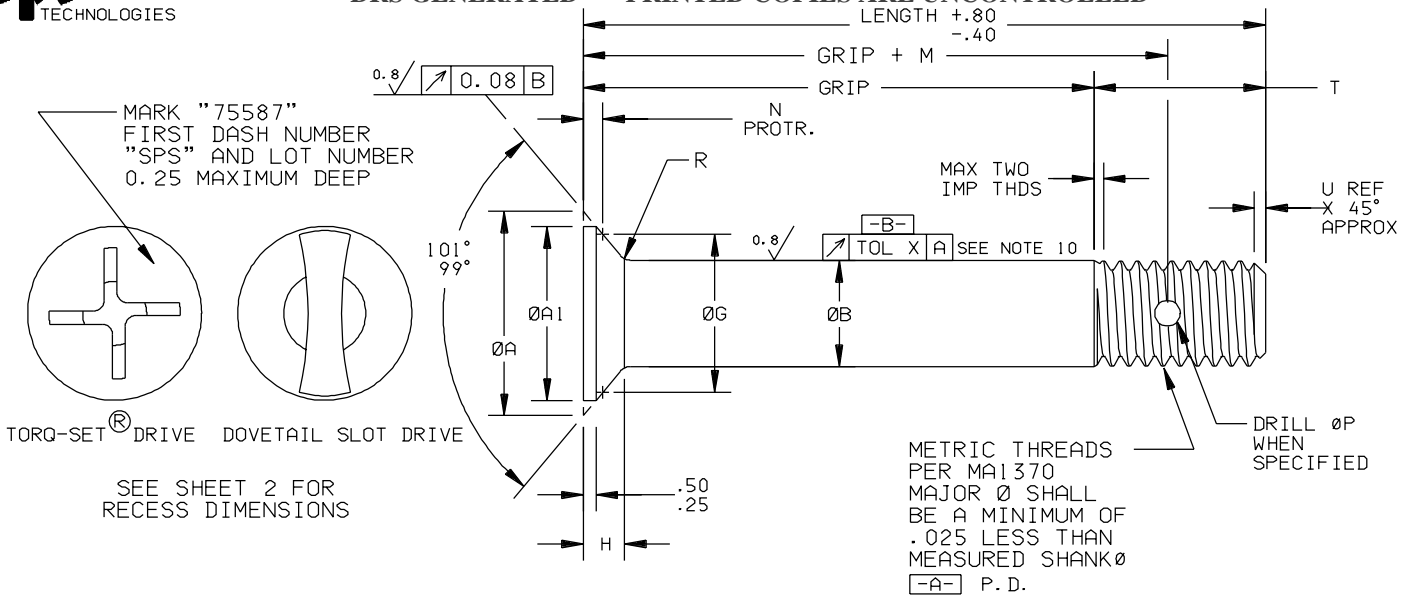 TECHNOLOGIES
DRS GENERATED PRINTED COPIES ARE UNCONTROLLED
LENGTH +.80
-.40
GRIP + M
GRIP
T
0.8 0.08 B
N
PROTR.
MARK "75587"
FIRST DASH NUMBER
"SPS" AND LOT NUMBER
0.25 MAXIMUM DEEP
R
MAX TWO
IMP THDS
U REF
X 45°
APPROX
-B-
0.8
TOL X A SEE NOTE 10
101°
99°
ØA
ØA1
ØG
ØB
TORQ-SET® DRIVE DOVETAIL SLOT DRIVE
SEE SHEET 2 FOR
RECESS DIMENSIONS
.50
.25
H
DRILL ØP
WHEN
SPECIFIED
METRIC THREADS
PER MA1370
MAJOR Ø SHALL
BE A MINIMUM OF
.025 LESS THAN
MEASURED SHANKØ
-A- P.D.